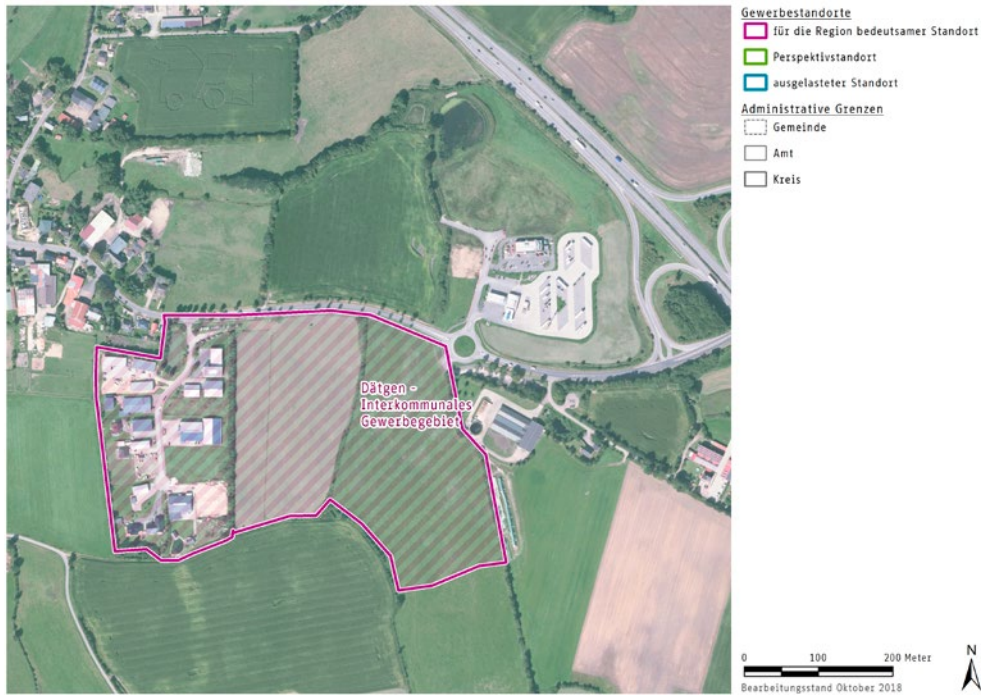 Gewerbestandorte
für die Region bedeutsamer Standort
Perspektivstandort
ausgelasteter Standort
Administrative Grenzen
Gemeinde
Amt
Kreis
Dätgen -
Interkommunales
Gewerbegebiet
0 100 200 Meter
N
Bearbeitungsstand Oktober 2018